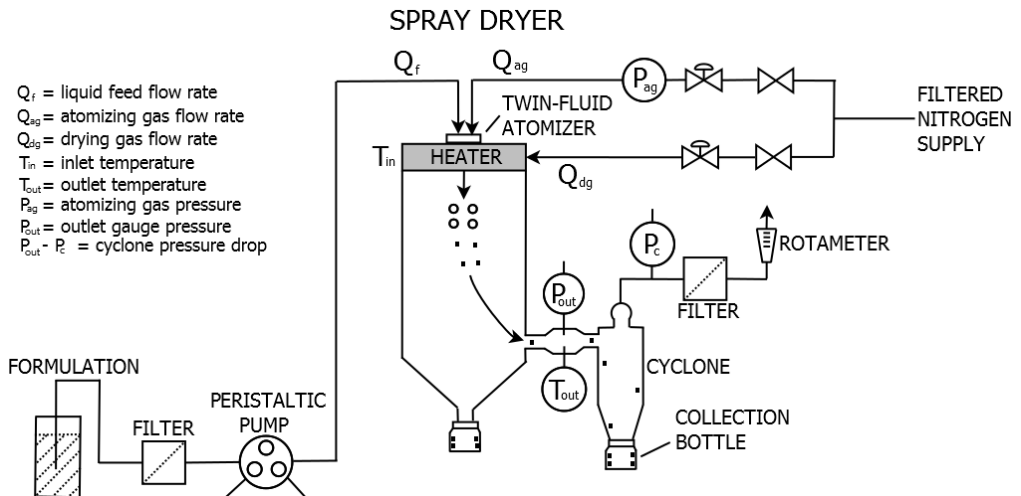 SPRAY DRYER
Q_f = liquid feed flow rate
Q_ag = atomizing gas flow rate
Q_dg = drying gas flow rate
T_in = inlet temperature
T_out = outlet temperature
P_ag = atomizing gas pressure
P_out = outlet gauge pressure
P_out - P_c = cyclone pressure drop
Q_f
Q_ag
P_ag
TWIN-FLUID
ATOMIZER
FILTERED
NITROGEN
SUPPLY
T_in
HEATER
Q_dg
P_c
ROTAMETER
P_out
FILTER
T_out
CYCLONE
COLLECTION
BOTTLE
FORMULATION
FILTER
PERISTALTIC
PUMP